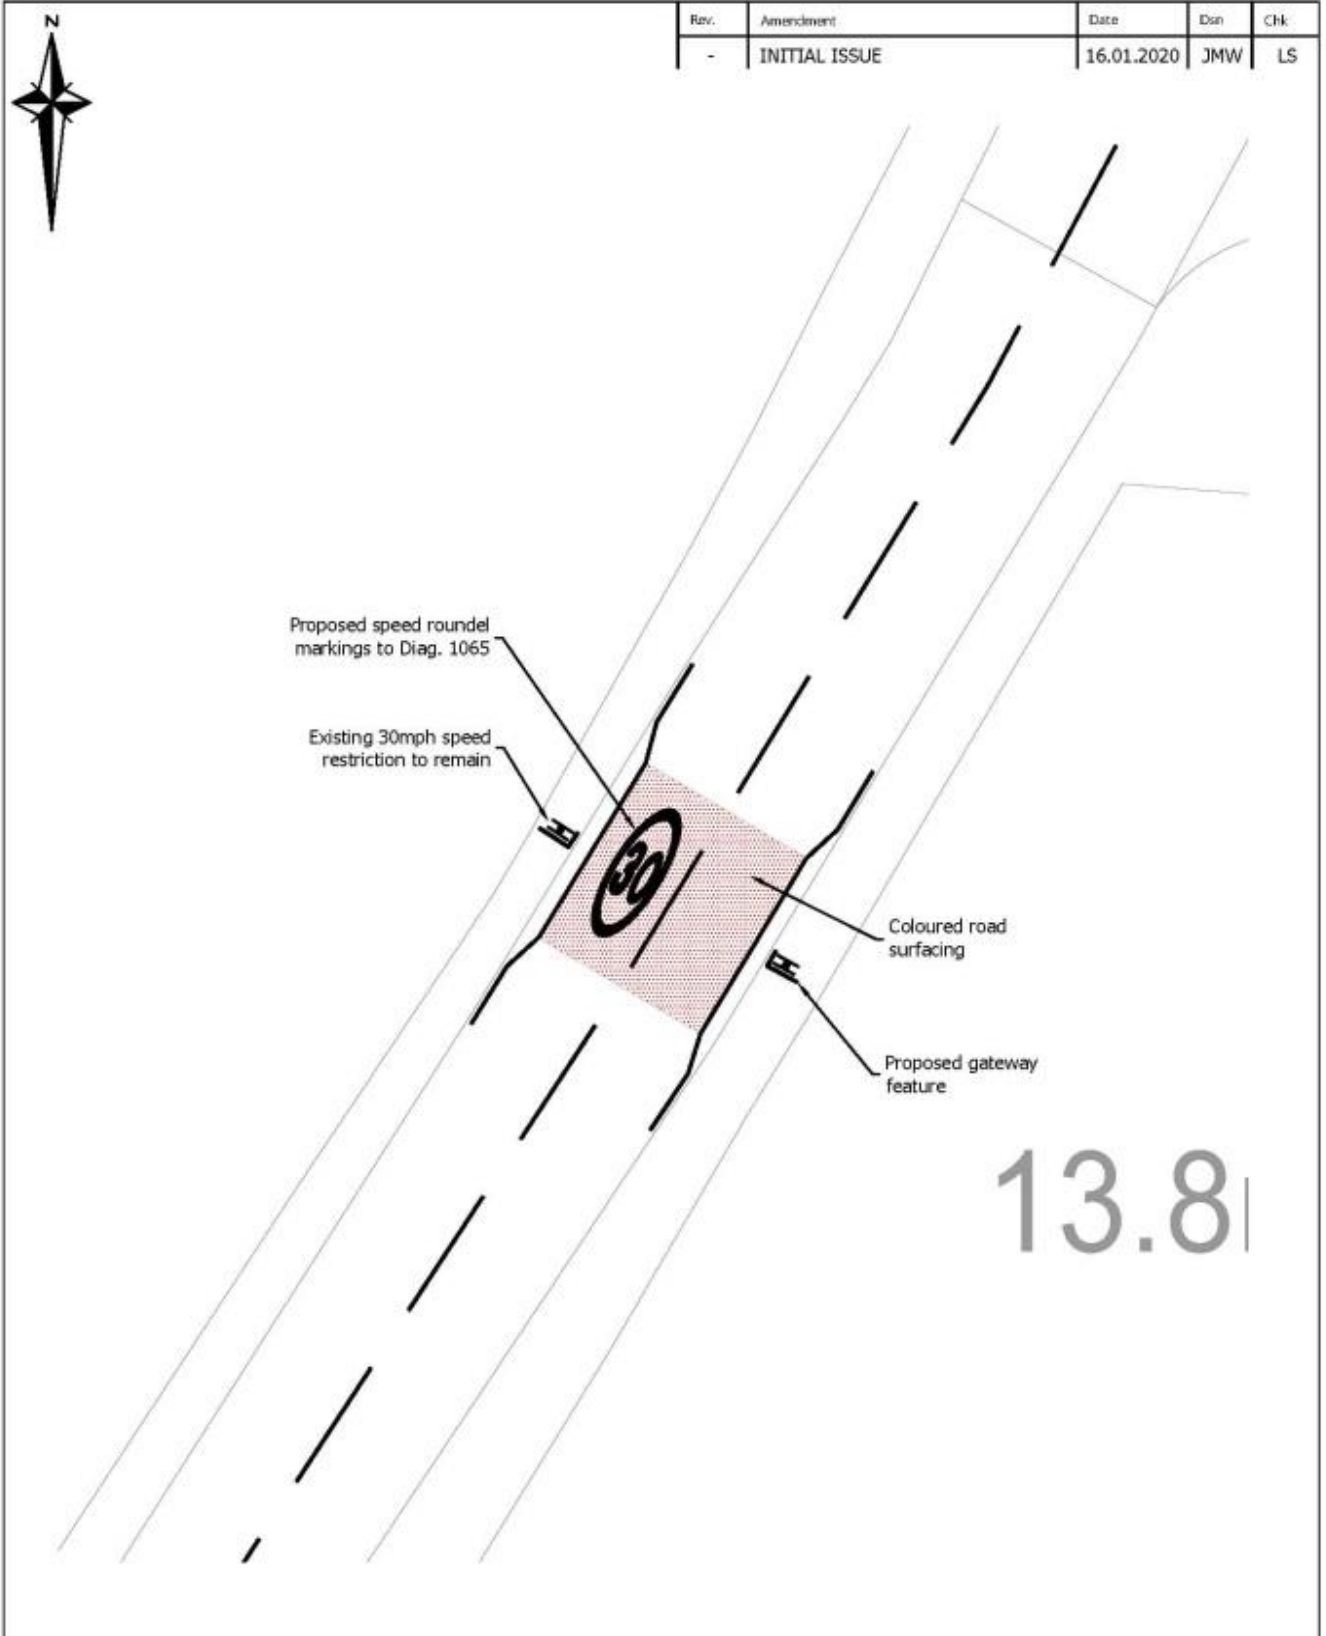 N
Rev. Amendment Date Dsn Chk
- INITIAL ISSUE 16.01.2020 JMW LS
Proposed speed roundel
markings to Diag. 1065
Existing 30mph speed
restriction to remain
30
Coloured road
surfacing
Proposed gateway
feature
13.8